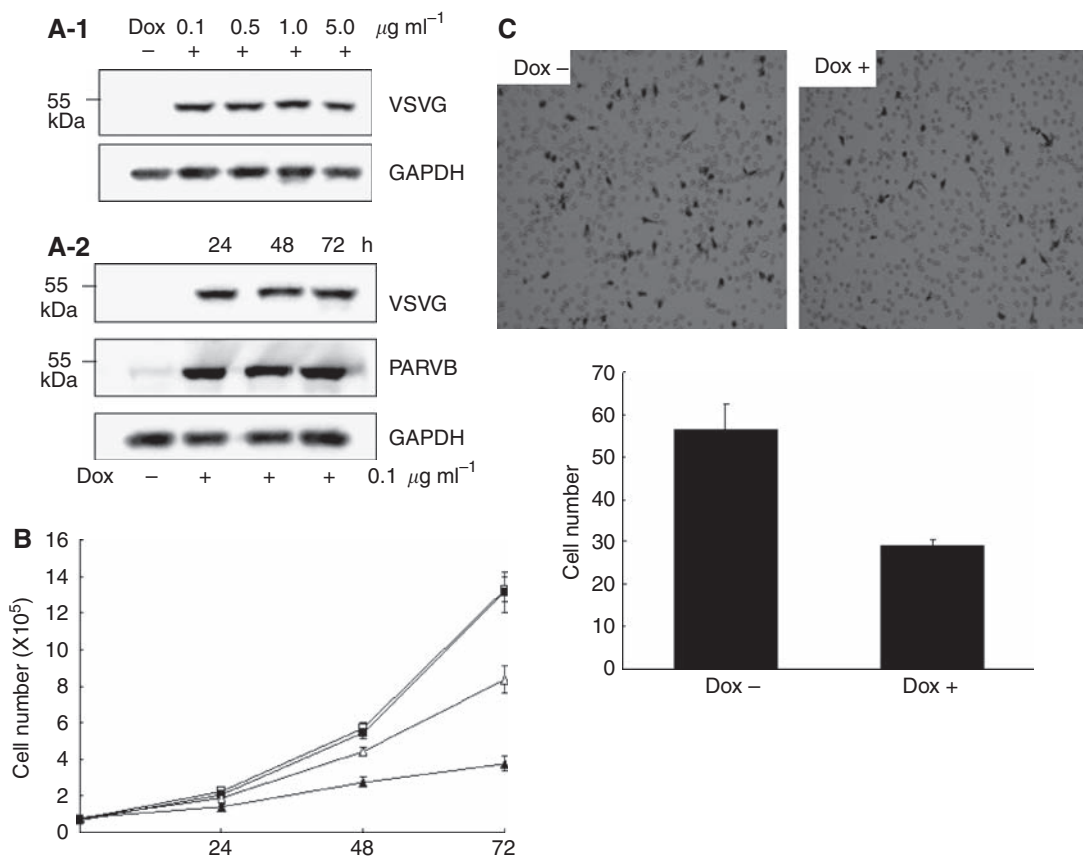 A-1 Dox 0.1 0.5 1.0 5.0 μg ml⁻¹
– + + + +
55
kDa
VSVG
GAPDH
A-2 24 48 72 h
55
kDa
VSVG
55
kDa
PARVB
GAPDH
Dox – + + + 0.1 μg ml⁻¹
B
Cell number (X10⁵)
16
14
12
10
8
6
4
2
0
24 48 72
C
Dox – Dox +
Cell number
70
60
50
40
30
20
10
0
Dox – Dox +